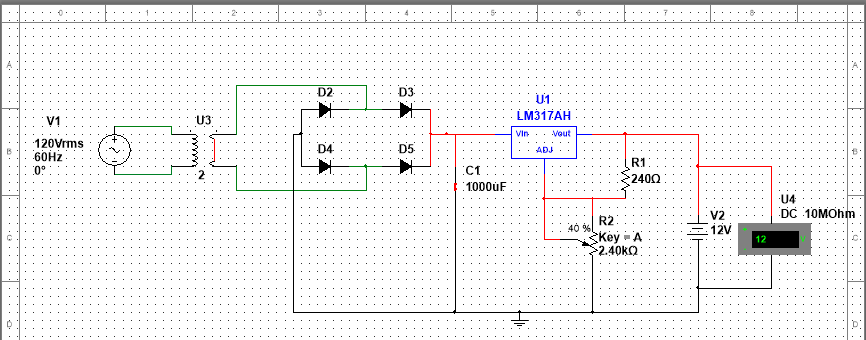 0 1 2 3 4 5 6 7 8
A A
V1
120Vrms
60Hz
0°
U3
2
D2 D3
D4 D5
C1
1000uF
U1
LM317AH
Vin Vout
ADJ
R1
240Ω
R2
40 %
Key = A
2.40kΩ
V2
12V
U4
DC 10MOhm
12
B B
C C
D D